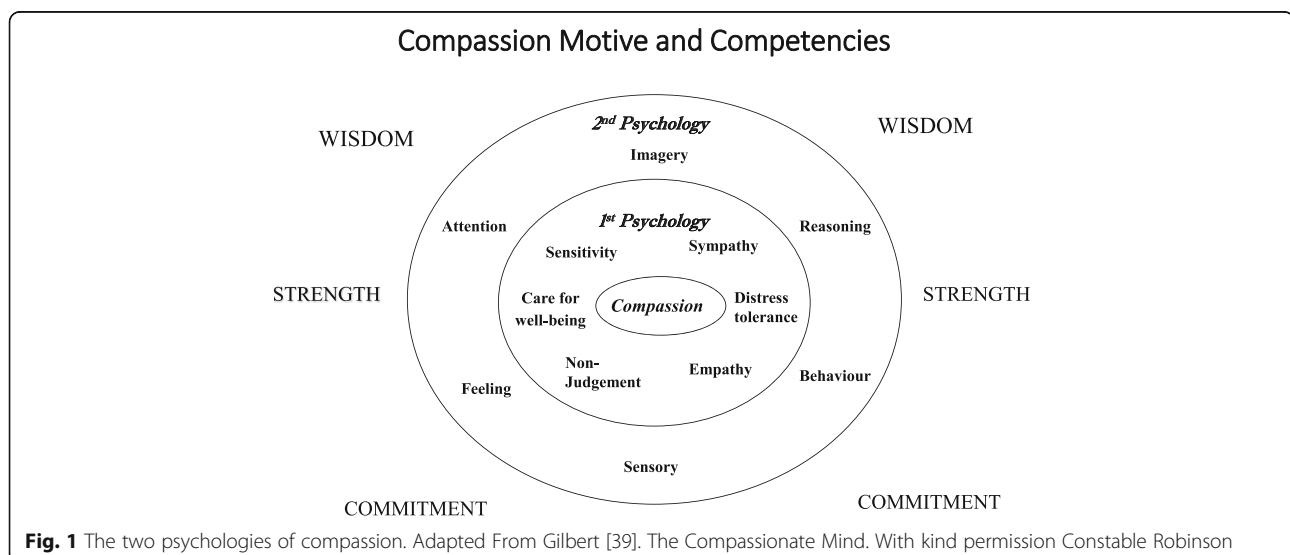 Compassion Motive and Competencies
WISDOM
WISDOM
2nd Psychology
Imagery
1st Psychology
Attention
Reasoning
Sensitivity
Sympathy
STRENGTH
STRENGTH
Care for
well-being
Compassion
Distress
tolerance
Non-
Judgement
Empathy
Feeling
Behaviour
Sensory
COMMITMENT
COMMITMENT
Fig. 1 The two psychologies of compassion. Adapted From Gilbert [39]. The Compassionate Mind. With kind permission Constable Robinson